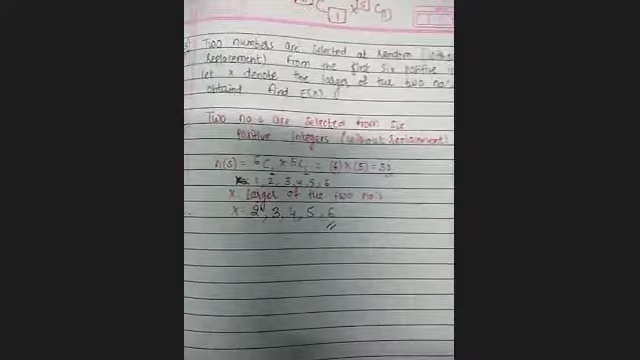 Two numbers are selected at random
replacement) from the first six positive
let x denote the larger of the two no's
obtaind find E(X)
Two no.s are selected from six
Positive integers (without Replacement)
n(S) = 6C₁ × 5C₁ = (6) × (5) = 30
1, 2, 3, 4, 5, 6
X: Larger of the two no's
X: 2, 3, 4, 5, 6